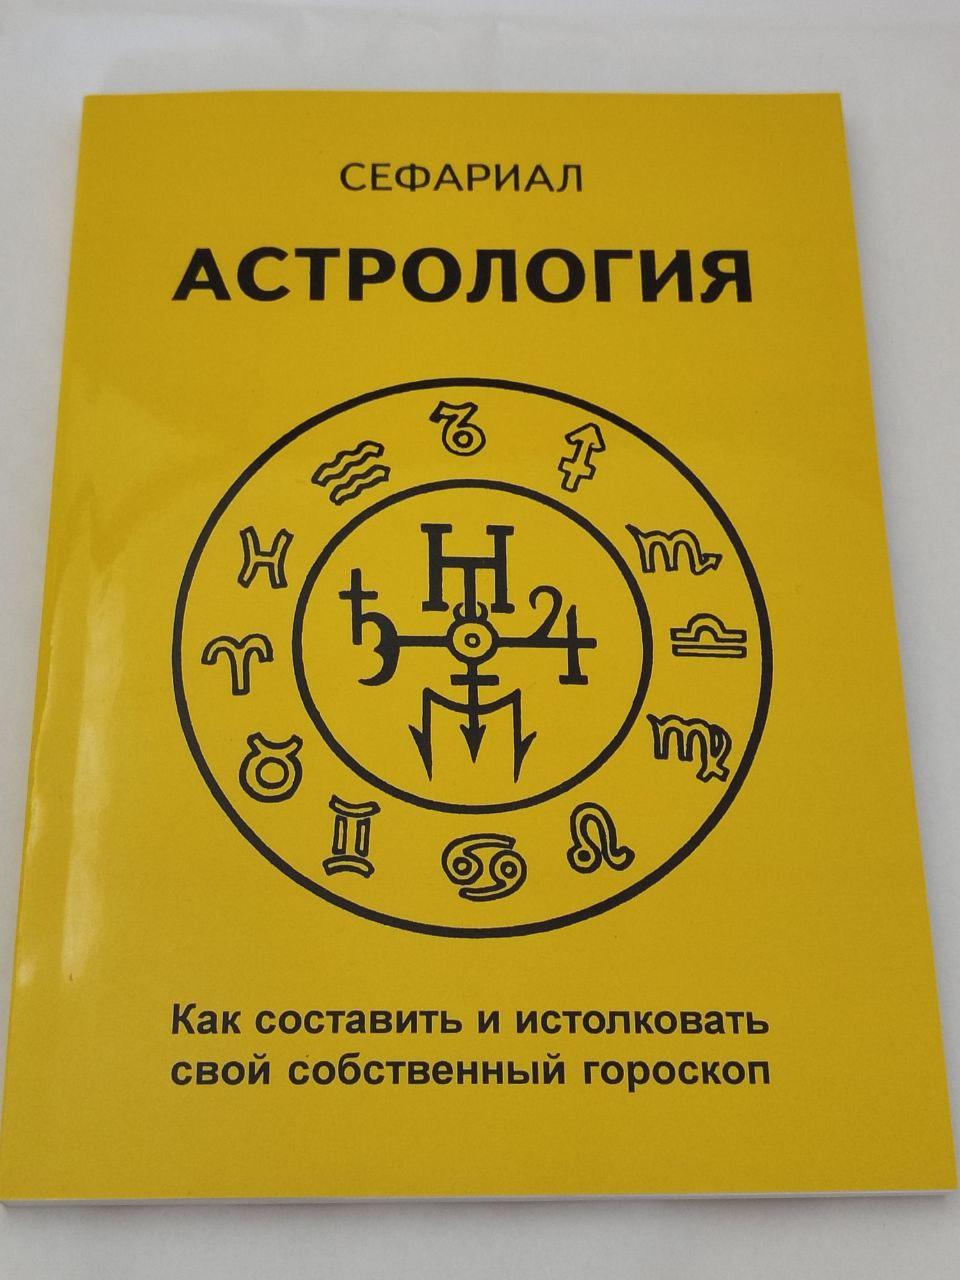 СЕФАРИАЛ
АСТРОЛОГИЯ
Как составить и истолковать
свой собственный гороскоп